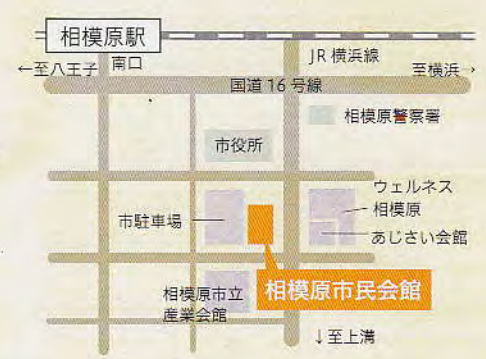 相模原駅
南口
JR横浜線
←至八王子
至横浜→
国道16号線
相模原警察署
市役所
ウェルネス
相模原
あじさい会館
市駐車場
相模原市民会館
相模原市立
産業会館
↓至上溝